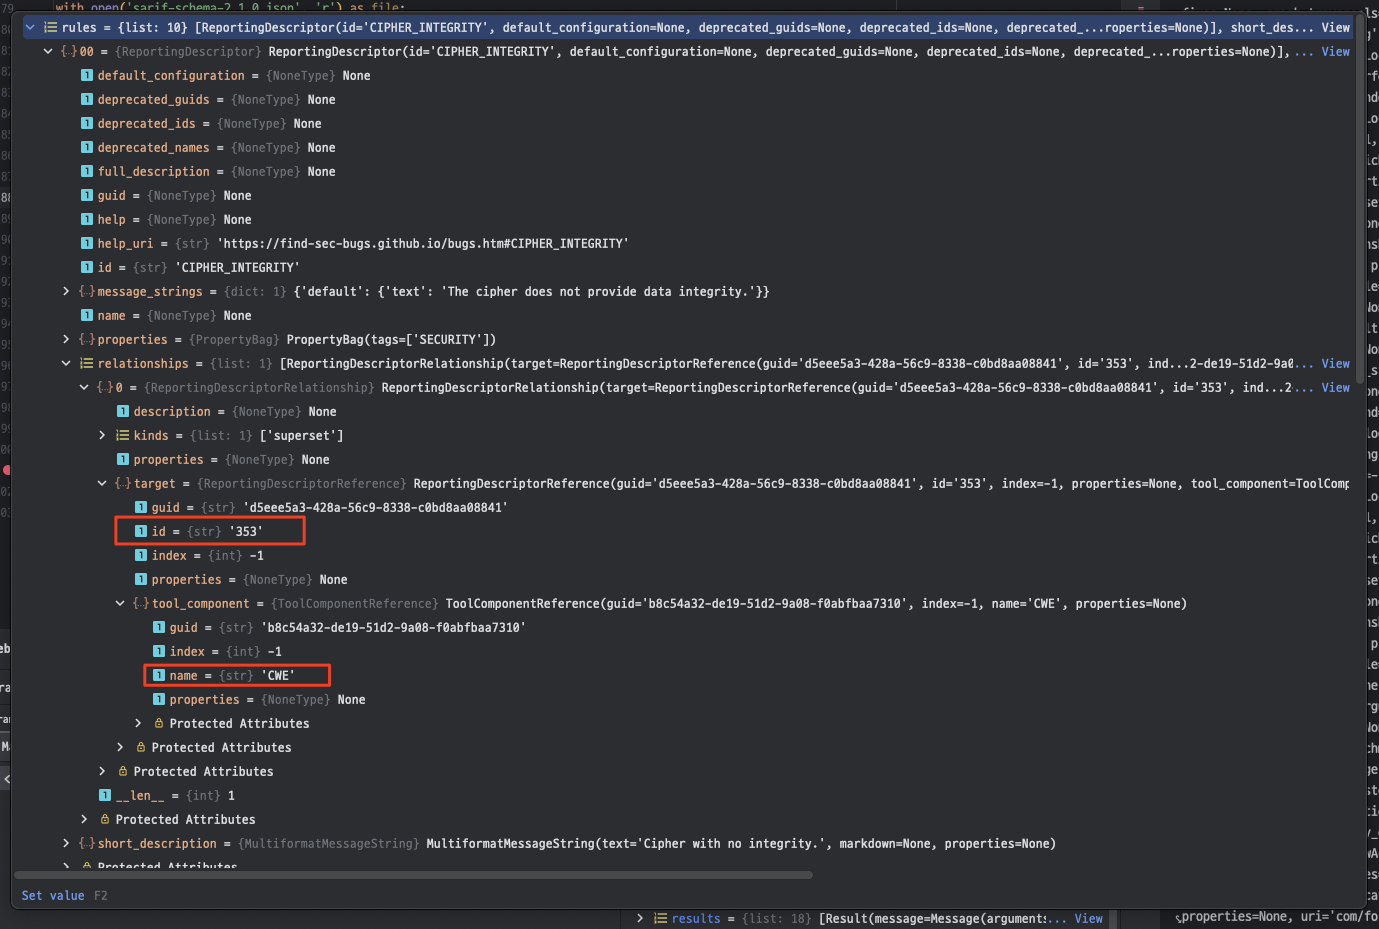 with open('sarif-schema-2.1.0.json', 'r') as file:
rules = {list: 10} [ReportingDescriptor(id='CIPHER_INTEGRITY', default_configuration=None, deprecated_guids=None, deprecated_ids=None, deprecated_...roperties=None)], short_des... View
00 = {ReportingDescriptor} ReportingDescriptor(id='CIPHER_INTEGRITY', default_configuration=None, deprecated_guids=None, deprecated_ids=None, deprecated_...roperties=None)], ... View
default_configuration = {NoneType} None
deprecated_guids = {NoneType} None
deprecated_ids = {NoneType} None
deprecated_names = {NoneType} None
full_description = {NoneType} None
guid = {NoneType} None
help = {NoneType} None
help_uri = {str} 'https://find-sec-bugs.github.io/bugs.htm#CIPHER_INTEGRITY'
id = {str} 'CIPHER_INTEGRITY'
message_strings = {dict: 1} {'default': {'text': 'The cipher does not provide data integrity.'}}
name = {NoneType} None
properties = {PropertyBag} PropertyBag(tags=['SECURITY'])
relationships = {list: 1} [ReportingDescriptorRelationship(target=ReportingDescriptorReference(guid='d5eee5a3-428a-56c9-8338-c0bd8aa08841', id='353', ind...2-de19-51d2-9a0... View
0 = {ReportingDescriptorRelationship} ReportingDescriptorRelationship(target=ReportingDescriptorReference(guid='d5eee5a3-428a-56c9-8338-c0bd8aa08841', id='353', ind...2-... View
description = {NoneType} None
kinds = {list: 1} ['superset']
properties = {NoneType} None
target = {ReportingDescriptorReference} ReportingDescriptorReference(guid='d5eee5a3-428a-56c9-8338-c0bd8aa08841', id='353', index=-1, properties=None, tool_component=ToolComp
guid = {str} 'd5eee5a3-428a-56c9-8338-c0bd8aa08841'
id = {str} '353'
index = {int} -1
properties = {NoneType} None
tool_component = {ToolComponentReference} ToolComponentReference(guid='b8c54a32-de19-51d2-9a08-f0abfbaa7310', index=-1, name='CWE', properties=None)
guid = {str} 'b8c54a32-de19-51d2-9a08-f0abfbaa7310'
index = {int} -1
name = {str} 'CWE'
properties = {NoneType} None
Protected Attributes
Protected Attributes
Protected Attributes
__len__ = {int} 1
Protected Attributes
short_description = {MultiformatMessageString} MultiformatMessageString(text='Cipher with no integrity.', markdown=None, properties=None)
Protected Attributes
Set value F2
results = {list: 18} [Result(message=Message(arguments... View
properties=None, uri='com/fo